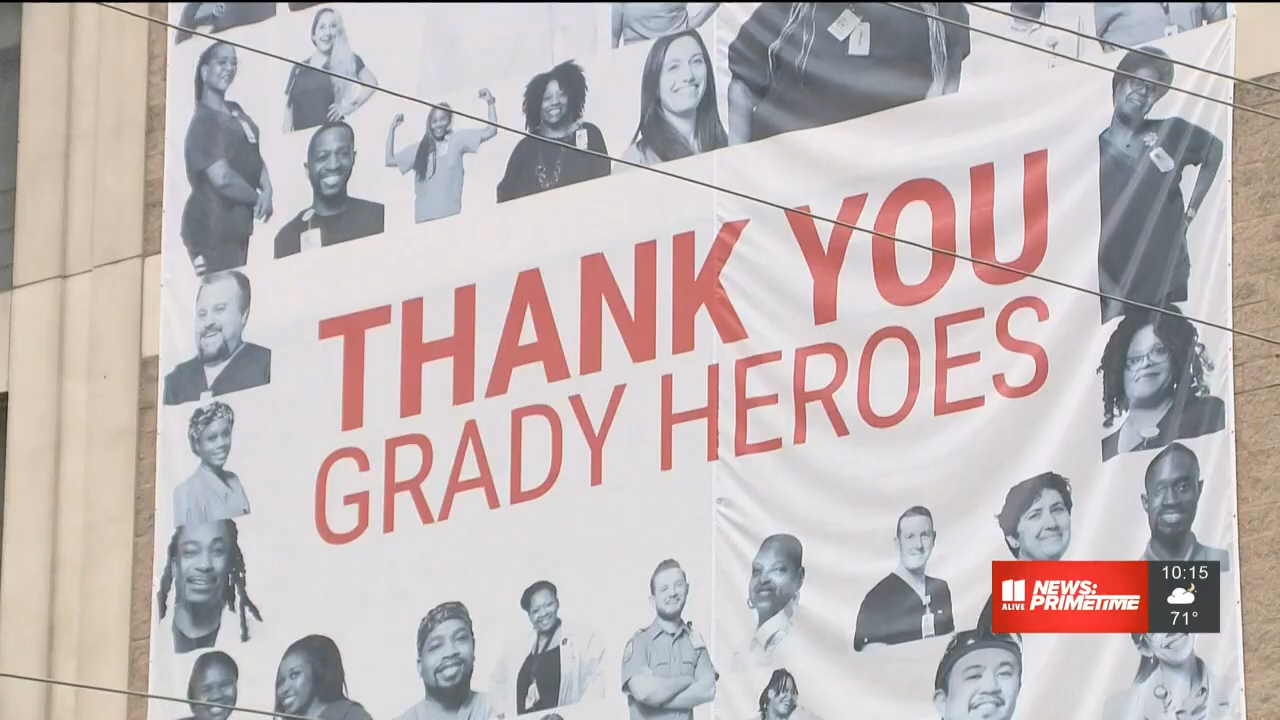 THANK YOU
GRADY HEROES
11 ALIVE
NEWS:
PRIMETIME
10:15
71°